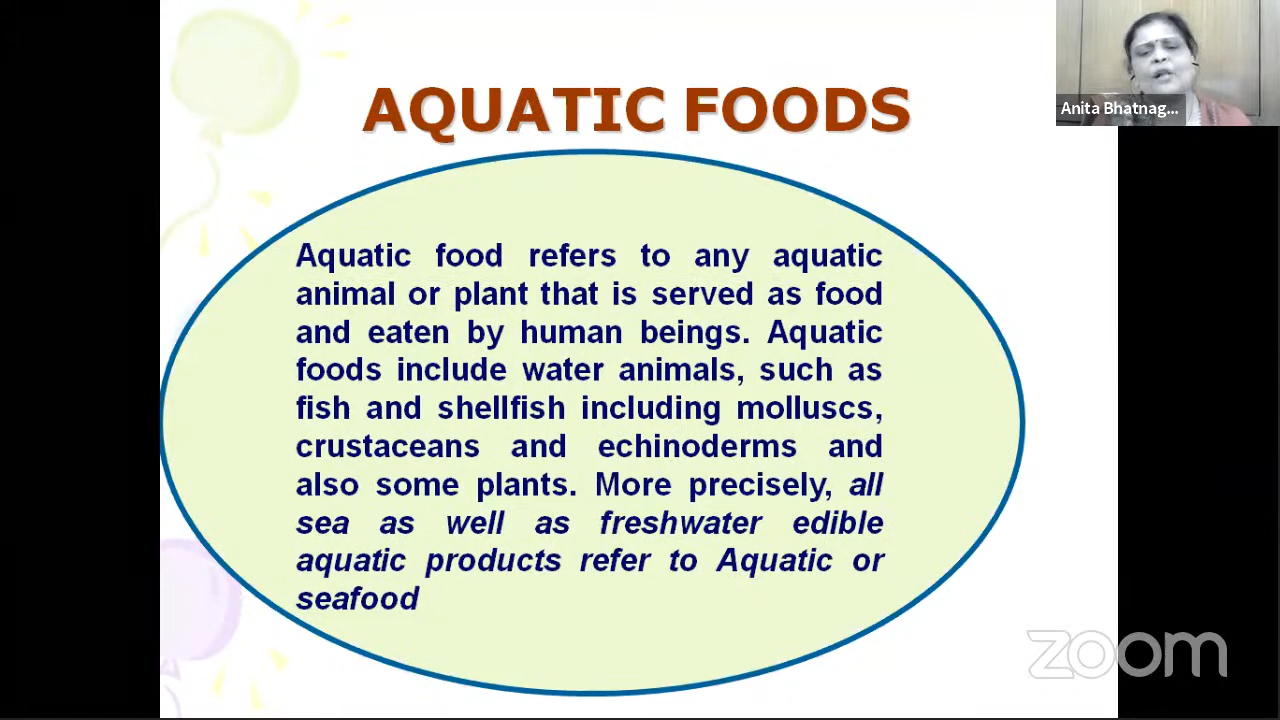 AQUATIC FOODS
Anita Bhatnag...
Aquatic food refers to any aquatic
animal or plant that is served as food
and eaten by human beings. Aquatic
foods include water animals, such as
fish and shellfish including molluscs,
crustaceans and echinoderms and
also some plants. More precisely, all
sea as well as freshwater edible
aquatic products refer to Aquatic or
seafood
zoom